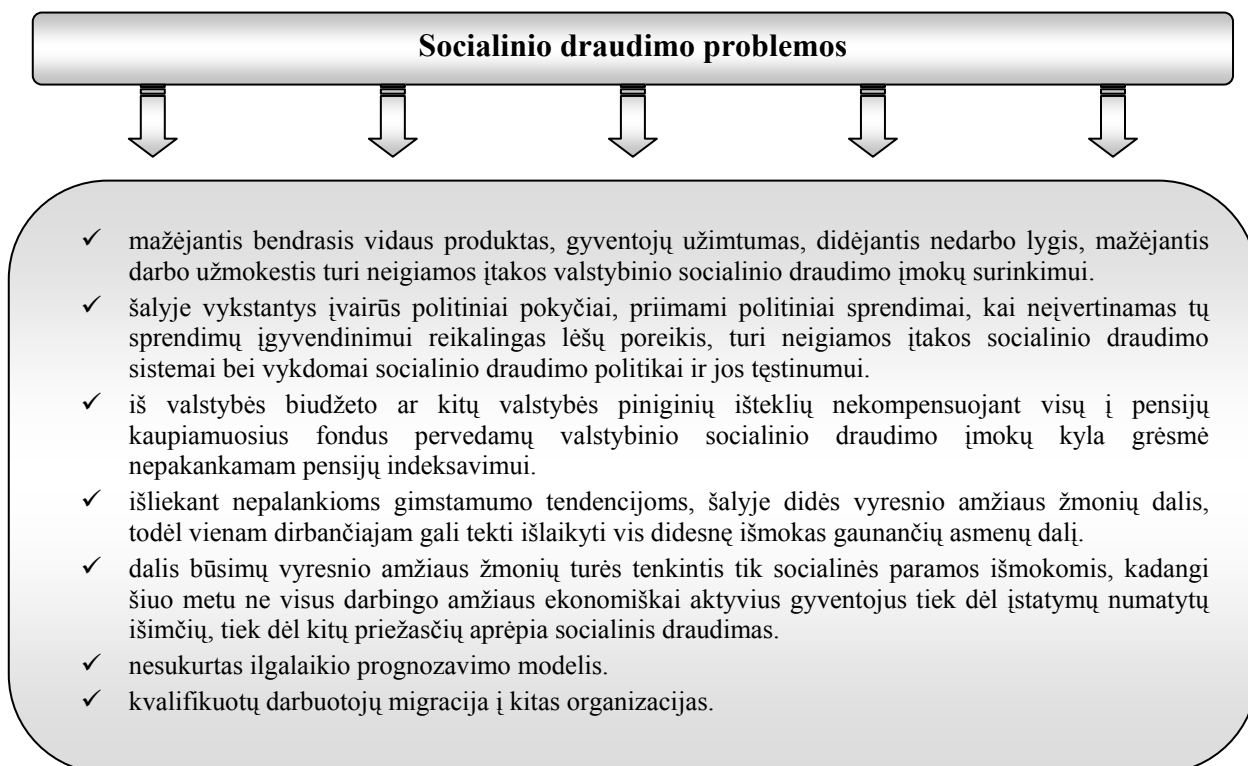 Socialinio draudimo problemos
✓ mažėjantis bendrasis vidaus produktas, gyventojų užimtumas, didėjantis nedarbo lygis, mažėjantis
darbo užmokestis turi neigiamos įtakos valstybinio socialinio draudimo įmokų surinkimui.
✓ šalyje vykstantys įvairūs politiniai pokyčiai, priimami politiniai sprendimai, kai neįvertinamas tų
sprendimų įgyvendinimui reikalingas lėšų poreikis, turi neigiamos įtakos socialinio draudimo
sistemai bei vykdomai socialinio draudimo politikai ir jos tęstinumui.
✓ iš valstybės biudžeto ar kitų valstybės piniginių išteklių nekompensuojant visų į pensijų
kaupiamuosius fondus pervedamų valstybinio socialinio draudimo įmokų kyla grėsmė
nepakankamam pensijų indeksavimui.
✓ išliekant nepalankioms gimstamumo tendencijoms, šalyje didės vyresnio amžiaus žmonių dalis,
todėl vienam dirbančiajam gali tekti išlaikyti vis didesnę išmokas gaunančių asmenų dalį.
✓ dalis būsimų vyresnio amžiaus žmonių turės tenkintis tik socialinės paramos išmokomis, kadangi
šiuo metu ne visus darbingo amžiaus ekonomiškai aktyvius gyventojus tiek dėl įstatymų numatytų
išimčių, tiek dėl kitų priežasčių aprėpia socialinis draudimas.
✓ nesukurtas ilgalaikio prognozavimo modelis.
✓ kvalifikuotų darbuotojų migracija į kitas organizacijas.